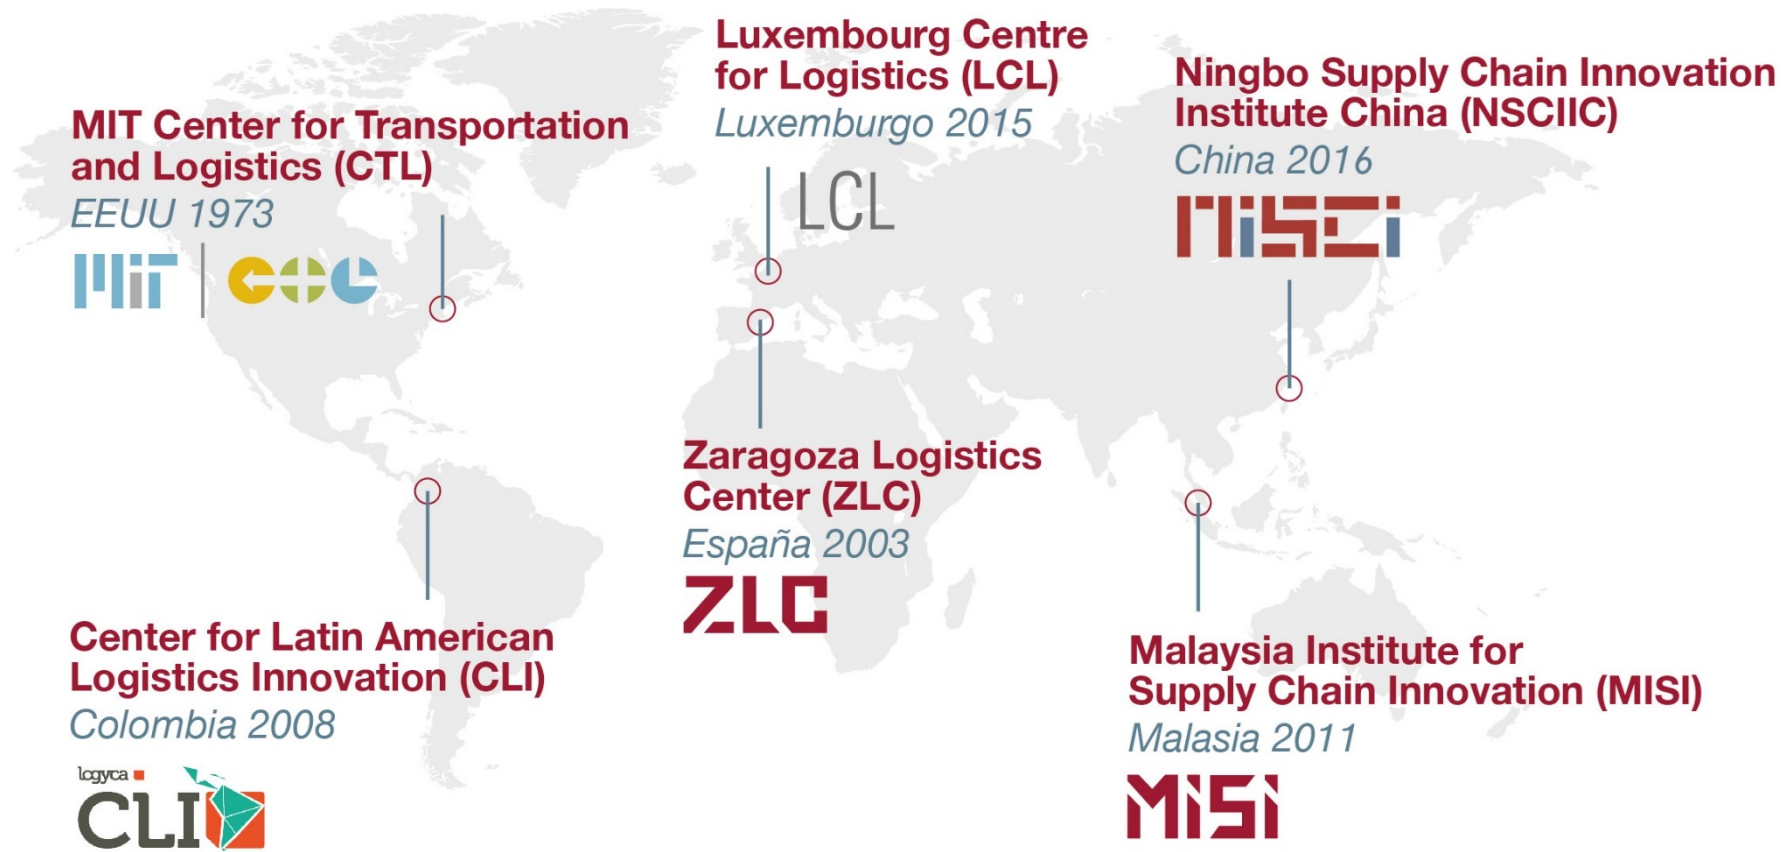 MIT Center for Transportation
and Logistics (CTL)
EEUU 1973
MIT
CTL
Luxembourg Centre
for Logistics (LCL)
Luxemburgo 2015
LCL
Ningbo Supply Chain Innovation
Institute China (NSCIIC)
China 2016
NISCI
Zaragoza Logistics
Center (ZLC)
España 2003
ZLC
Center for Latin American
Logistics Innovation (CLI)
Colombia 2008
logyca
CLI
Malaysia Institute for
Supply Chain Innovation (MISI)
Malasia 2011
MiSi